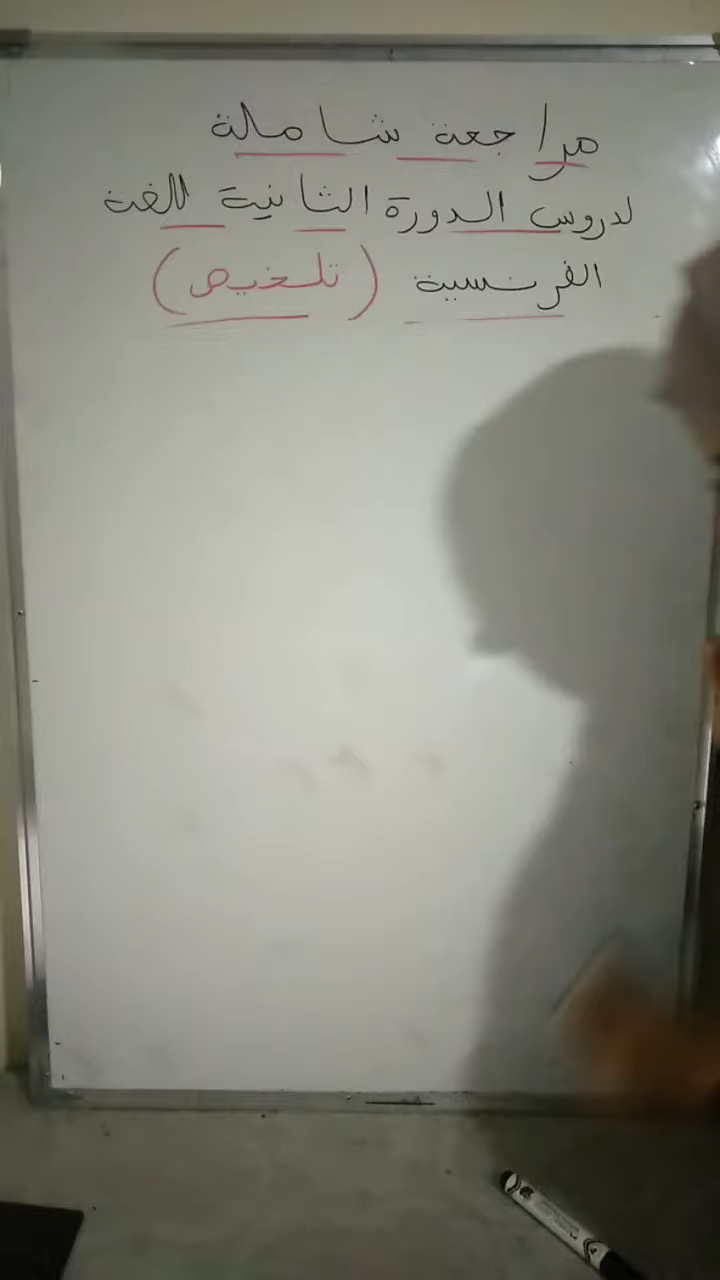 مراجعة شاملة
لدروس الدورة الثانية للغة
الفرنسية (تلخيص)